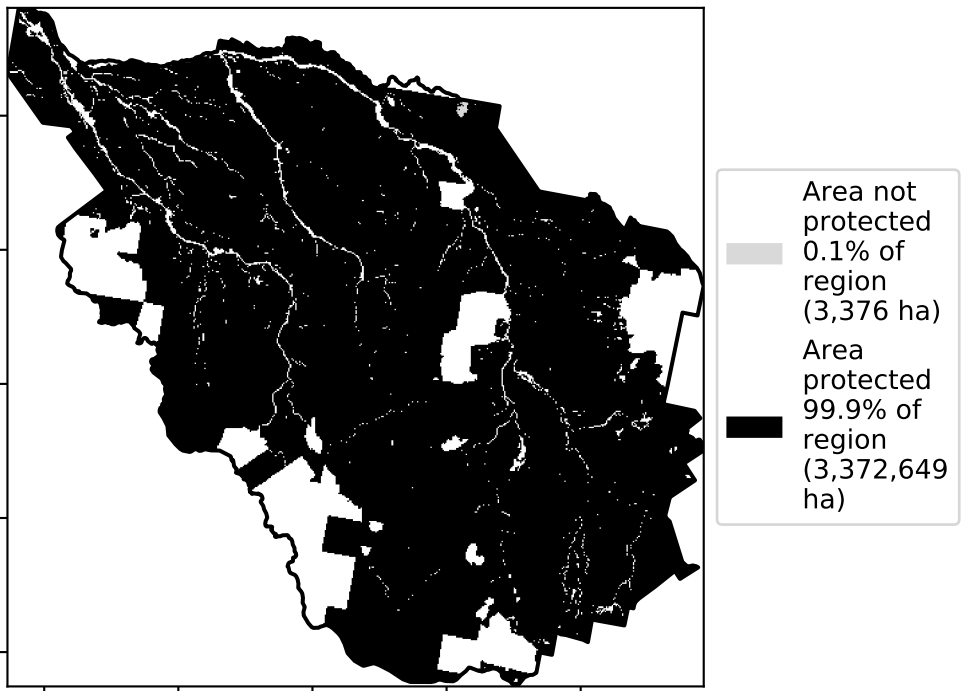 Area not
protected
0.1% of
region
(3,376 ha)
Area
protected
99.9% of
region
(3,372,649
ha)